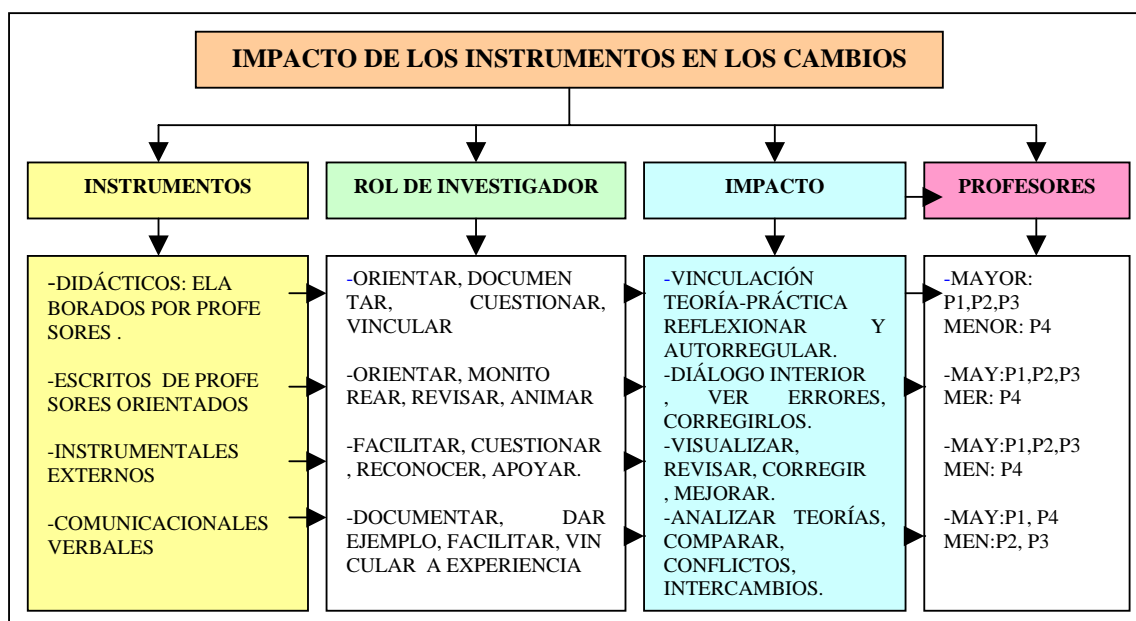 IMPACTO DE LOS INSTRUMENTOS EN LOS CAMBIOS
INSTRUMENTOS
ROL DE INVESTIGADOR
IMPACTO
PROFESORES
-DIDÁCTICOS: ELA
BORADOS POR PROFE
SORES .
-ESCRITOS DE PROFE
SORES ORIENTADOS
-INSTRUMENTALES
EXTERNOS
-COMUNICACIONALES
VERBALES
-ORIENTAR, DOCUMEN
TAR, CUESTIONAR,
VINCULAR
-ORIENTAR, MONITO
REAR, REVISAR, ANIMAR
-FACILITAR, CUESTIONAR
, RECONOCER, APOYAR.
-DOCUMENTAR, DAR
EJEMPLO, FACILITAR, VIN
CULAR A EXPERIENCIA
-VINCULACIÓN
TEORÍA-PRÁCTICA
REFLEXIONAR Y
AUTORREGULAR.
-DIÁLOGO INTERIOR
, VER ERRORES,
CORREGIRLOS.
-VISUALIZAR,
REVISAR, CORREGIR
, MEJORAR.
-ANALIZAR TEORÍAS,
COMPARAR,
CONFLICTOS,
INTERCAMBIOS.
-MAYOR:
P1,P2,P3
MENOR: P4
-MAY:P1,P2,P3
MER: P4
-MAY:P1,P2,P3
MEN: P4
-MAY:P1, P4
MEN:P2, P3